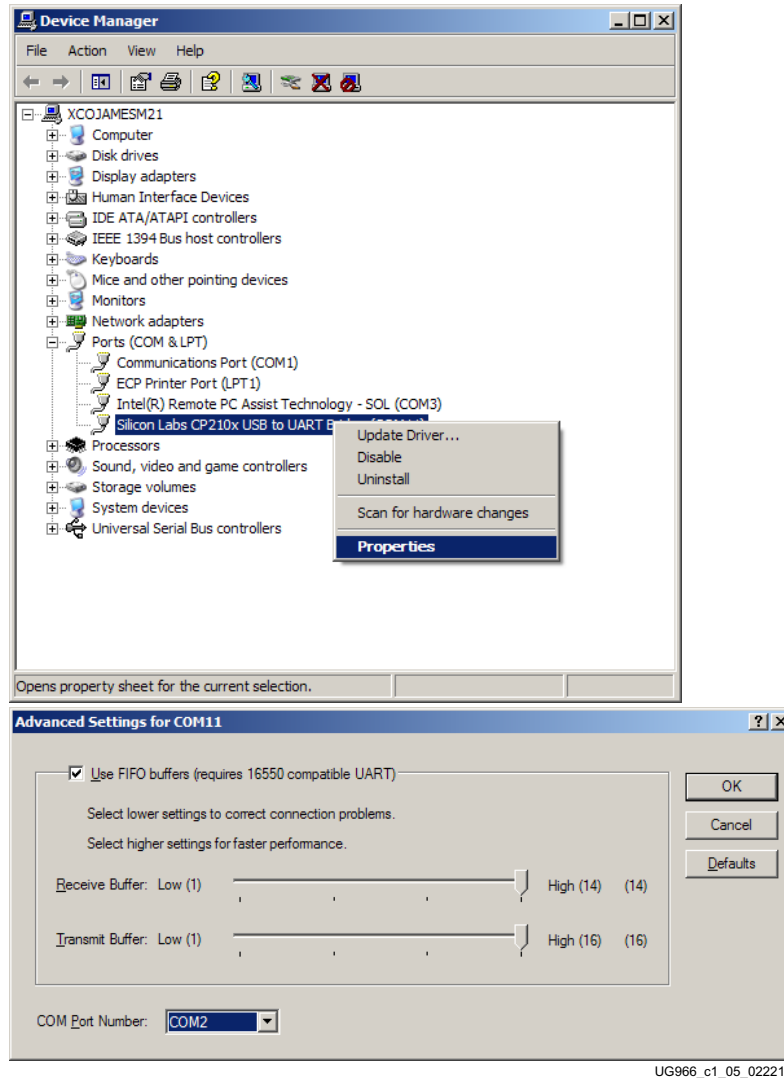 Device Manager
File Action View Help
XCOJAMESM21
Computer
Disk drives
Display adapters
Human Interface Devices
IDE ATA/ATAPI controllers
IEEE 1394 Bus host controllers
Keyboards
Mice and other pointing devices
Monitors
Network adapters
Ports (COM & LPT)
Communications Port (COM1)
ECP Printer Port (LPT1)
Intel(R) Remote PC Assist Technology - SOL (COM3)
Silicon Labs CP210x USB to UART
Update Driver...
Disable
Uninstall
Scan for hardware changes
Properties
Processors
Sound, video and game controllers
Storage volumes
System devices
Universal Serial Bus controllers
Opens property sheet for the current selection.
Advanced Settings for COM11
Use FIFO buffers (requires 16550 compatible UART)
Select lower settings to correct connection problems.
Select higher settings for faster performance.
Receive Buffer: Low (1) High (14) (14)
Transmit Buffer: Low (1) High (16) (16)
COM Port Number: COM2
OK
Cancel
Defaults
UG966_c1_05_02221